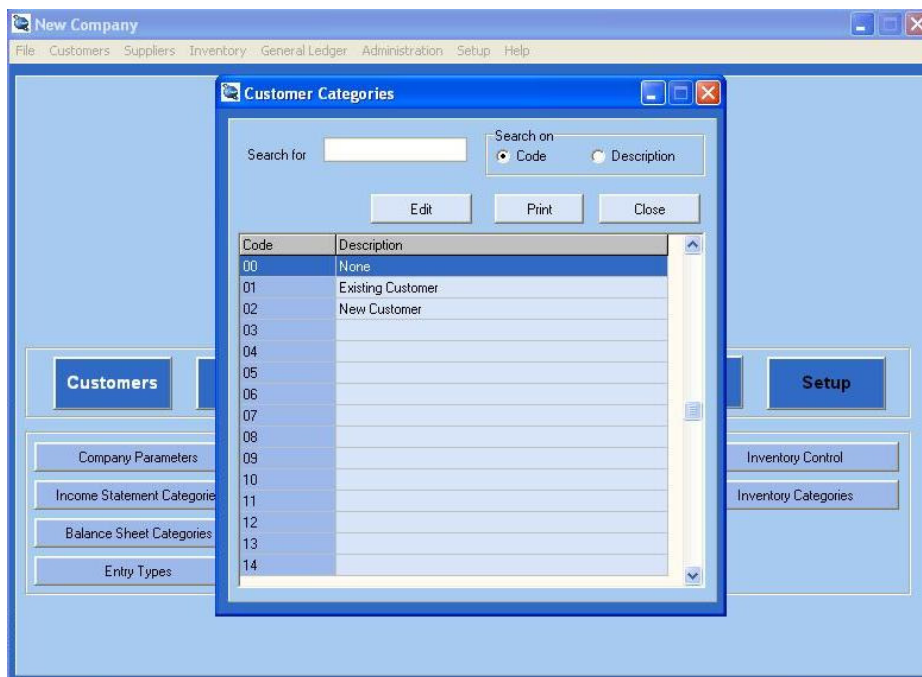 New Company
File Customers Suppliers Inventory General Ledger Administration Setup Help
Customer Categories
Search for
Search on
Code Description
Edit Print Close
Code Description
00 None
01 Existing Customer
02 New Customer
03
04
05
06
07
08
09
10
11
12
13
14
Customers
Setup
Company Parameters
Inventory Control
Income Statement Categorie
Inventory Categories
Balance Sheet Categories
Entry Types